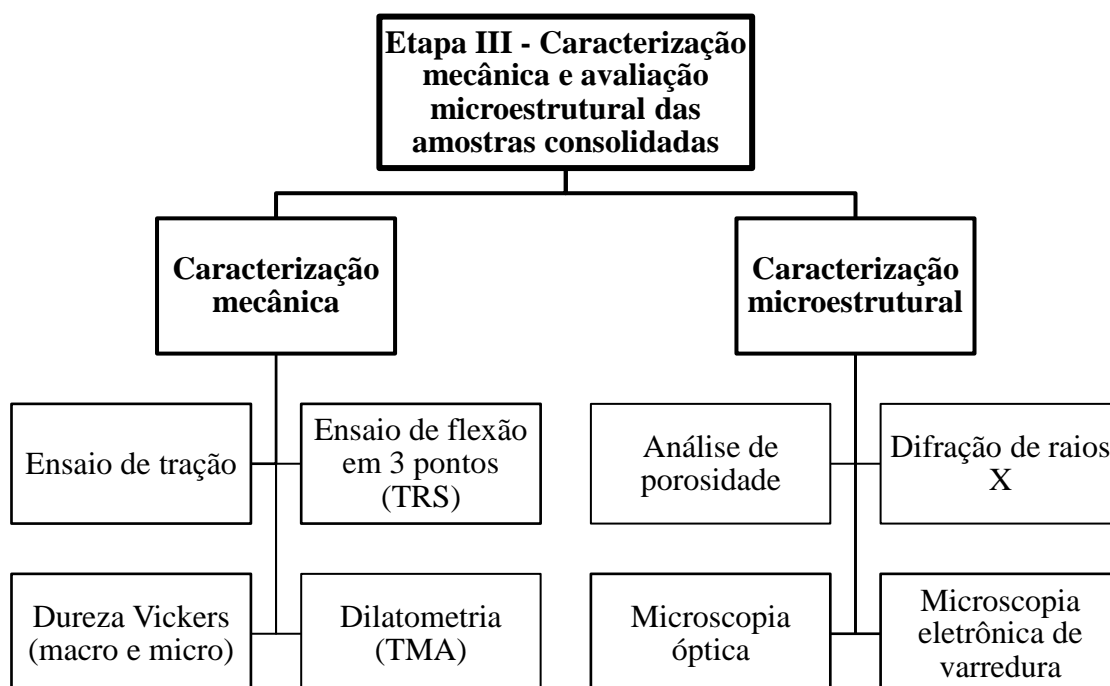 Etapa III - Caracterização
mecânica e avaliação
microestrutural das
amostras consolidadas
Caracterização
mecânica
Caracterização
microestrutural
Ensaio de tração
Ensaio de flexão
em 3 pontos
(TRS)
Análise de
porosidade
Difração de raios
X
Dureza Vickers
(macro e micro)
Dilatometria
(TMA)
Microscopia
óptica
Microscopia
eletrônica de
varredura